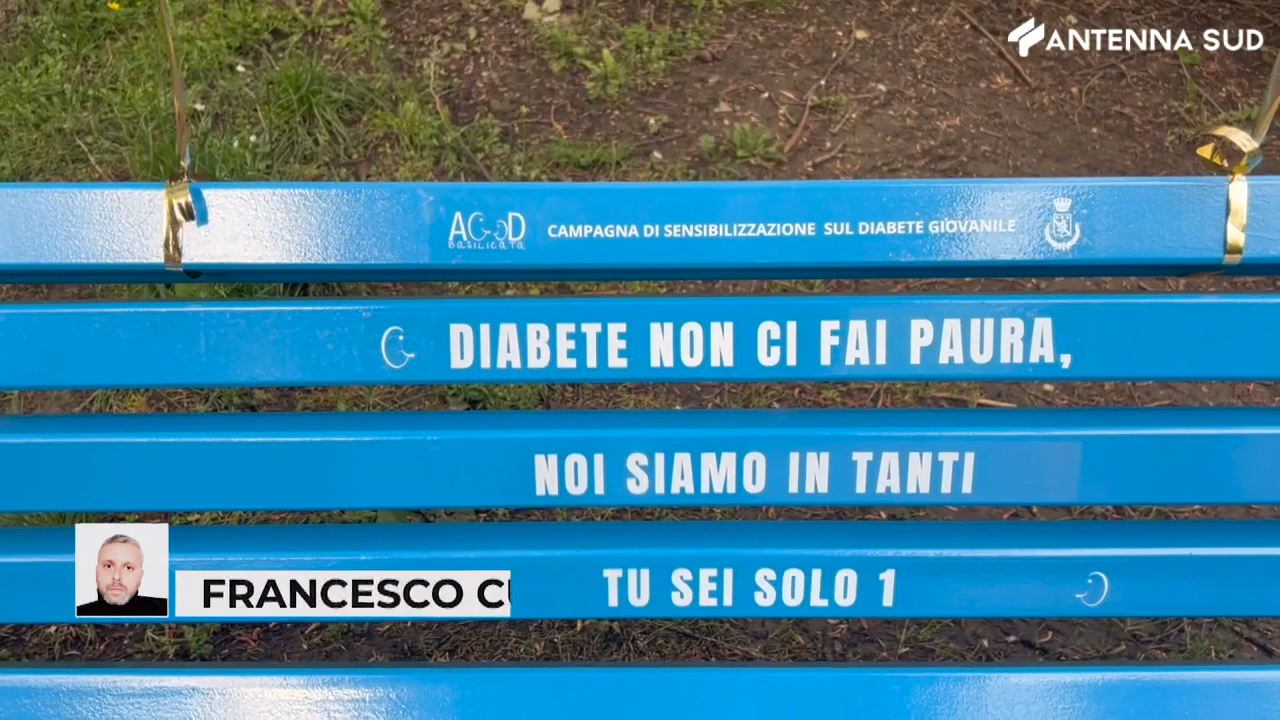 ANTENNA SUD
AGD
BASILICATA
CAMPAGNA DI SENSIBILIZZAZIONE SUL DIABETE GIOVANILE
DIABETE NON CI FAI PAURA,
NOI SIAMO IN TANTI
TU SEI SOLO 1
FRANCESCO